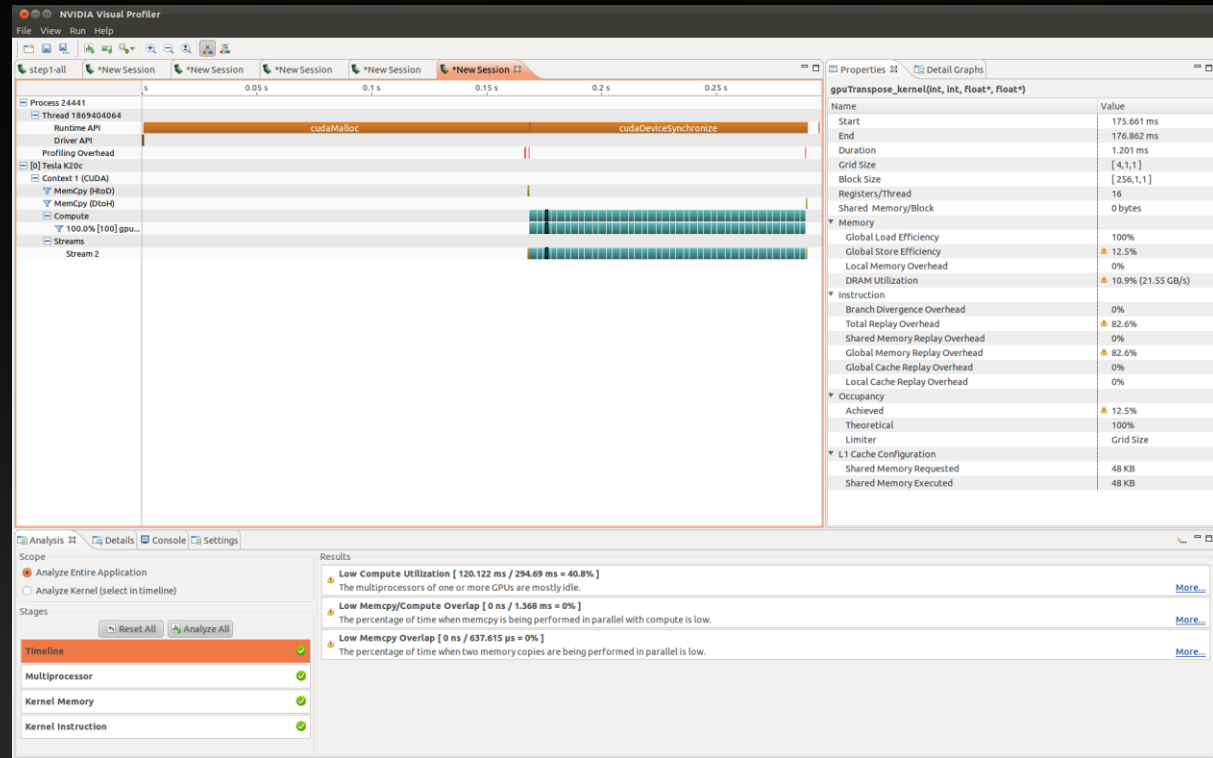 NVIDIA Visual Profiler
File View Run Help
step1-all *New Session *New Session *New Session *New Session *New Session
s 0.05 s 0.1 s 0.15 s 0.2 s 0.25 s
Process 24441
Thread 1869404064
Runtime API cudaMalloc cudaDeviceSynchronize
Driver API
Profiling Overhead
[0] Tesla K20c
Context 1 (CUDA)
MemCpy (HtoD)
MemCpy (DtoH)
Compute
100.0% [100] gpu...
Streams
Stream 2
Properties Detail Graphs
gpuTranspose_kernel(int, int, float*, float*)
Name Value
Start 175.661 ms
End 176.862 ms
Duration 1.201 ms
Grid Size [ 4,1,1 ]
Block Size [ 256,1,1 ]
Registers/Thread 16
Shared Memory/Block 0 bytes
Memory
Global Load Efficiency 100%
Global Store Efficiency 12.5%
Local Memory Overhead 0%
DRAM Utilization 10.9% (21.55 GB/s)
Instruction
Branch Divergence Overhead 0%
Total Replay Overhead 82.6%
Shared Memory Replay Overhead 0%
Global Memory Replay Overhead 82.6%
Global Cache Replay Overhead 0%
Local Cache Replay Overhead 0%
Occupancy
Achieved 12.5%
Theoretical 100%
Limiter Grid Size
L1 Cache Configuration
Shared Memory Requested 48 KB
Shared Memory Executed 48 KB
Analysis Details Console Settings
Scope
Analyze Entire Application
Analyze Kernel (select in timeline)
Stages
Reset All Analyze All
Timeline
Multiprocessor
Kernel Memory
Kernel Instruction
Results
Low Compute Utilization [ 120.122 ms / 294.69 ms = 40.8% ]
The multiprocessors of one or more GPUs are mostly idle. More...
Low Memcpy/Compute Overlap [ 0 ns / 1.368 ms = 0% ]
The percentage of time when memcpy is being performed in parallel with compute is low. More...
Low Memcpy Overlap [ 0 ns / 637.615 µs = 0% ]
The percentage of time when two memory copies are being performed in parallel is low. More...